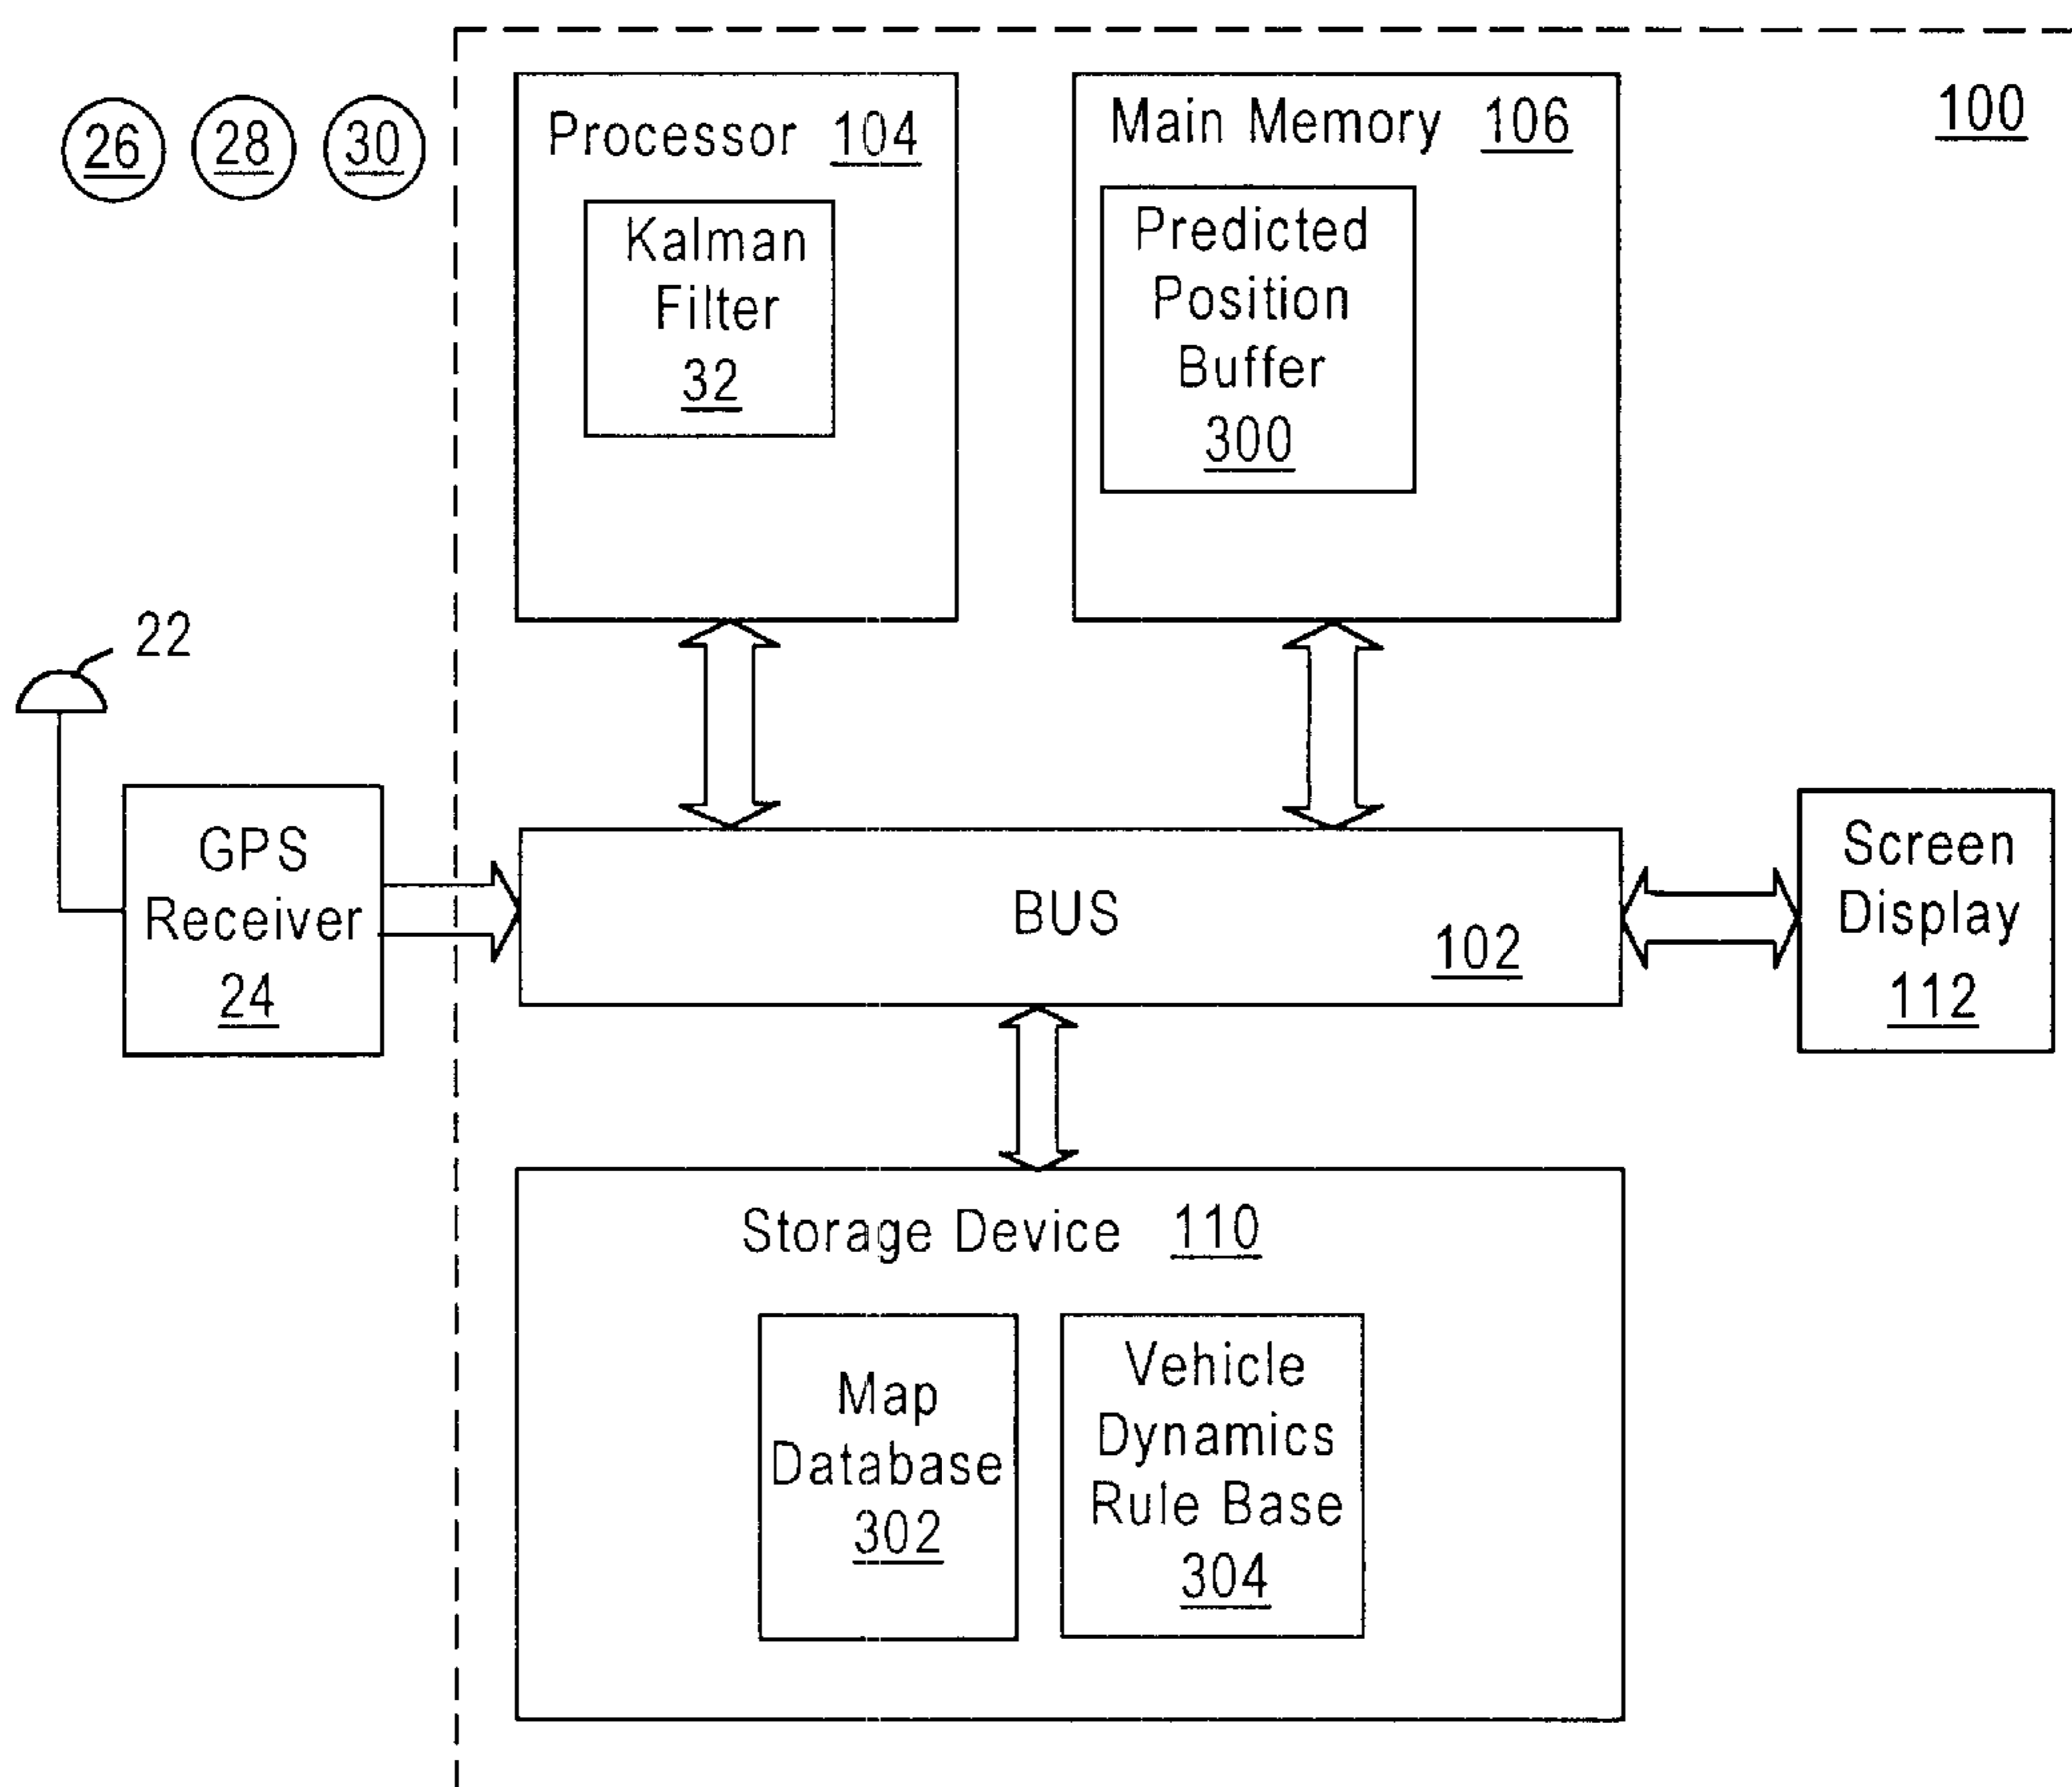 100
26 28 30
Processor 104
Kalman
Filter
32
Main Memory 106
Predicted
Position
Buffer
300
22
GPS
Receiver
24
BUS
102
Screen
Display
112
Storage Device 110
Map
Database
302
Vehicle
Dynamics
Rule Base
304